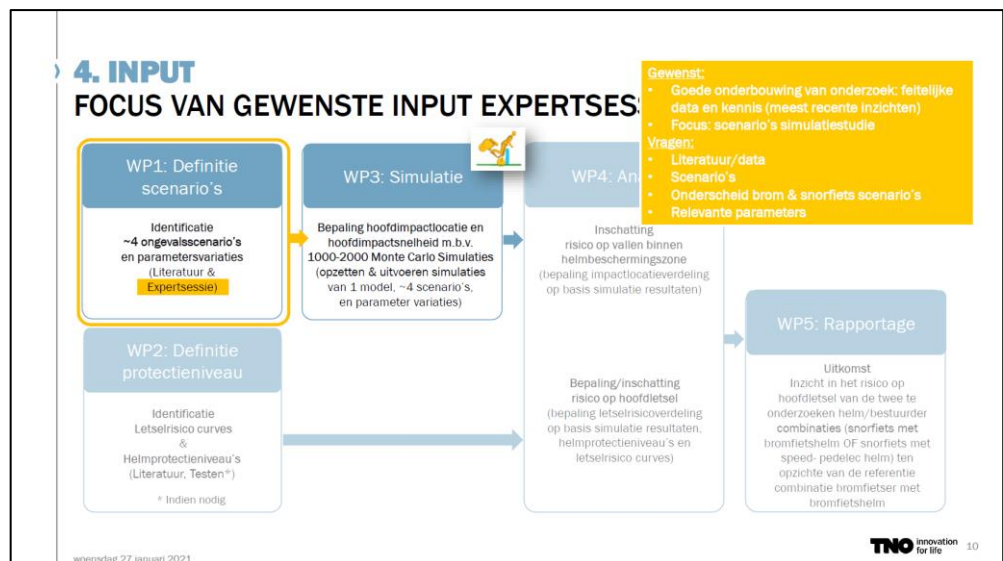 4. INPUT
FOCUS VAN GEWENSTE INPUT EXPERTSES
Gewenst:
• Goede onderbouwing van onderzoek: feitelijke
data en kennis (meest recente inzichten)
• Focus: scenario's simulatiestudie
Vragen:
• Literatuur/data
• Scenario's
• Onderscheid brom & snorfiets scenario's
• Relevante parameters
WP1: Definitie
scenario's
Identificatie
~4 ongevalsscenario's
en parametersvariaties
(Literatuur &
Expertsessie)
WP3: Simulatie
Bepaling hoofdimpactlocatie en
hoofdimpactsnelheid m.b.v.
1000-2000 Monte Carlo Simulaties
(opzetten & uitvoeren simulaties
van 1 model, ~4 scenario's,
en parameter variaties)
WP4: An
Inschatting
risico op vallen binnen
helmbeschermingszone
(bepaling impactlocatieverdeling
op basis simulatie resultaten)
Bepaling/inschatting
risico op hoofdletsel
(bepaling letselrisicoverdeling
op basis simulatie resultaten,
helmprotectieniveau's en
letselrisico curves)
WP2: Definitie
protectieniveau
Identificatie
Letselrisico curves
&
Helmprotectieniveau's
(Literatuur, Testen*)
* Indien nodig
WP5: Rapportage
Uitkomst
Inzicht in het risico op
hoofdletsel van de twee te
onderzoeken helm/bestuurder
combinaties (snorfiets met
bromfietshelm OF snorfiets met
speed- pedelec helm) ten
opzichte van de referentie
combinatie bromfietser met
bromfietshelm
woensdag 27 januari 2021
TNO innovation
for life
10